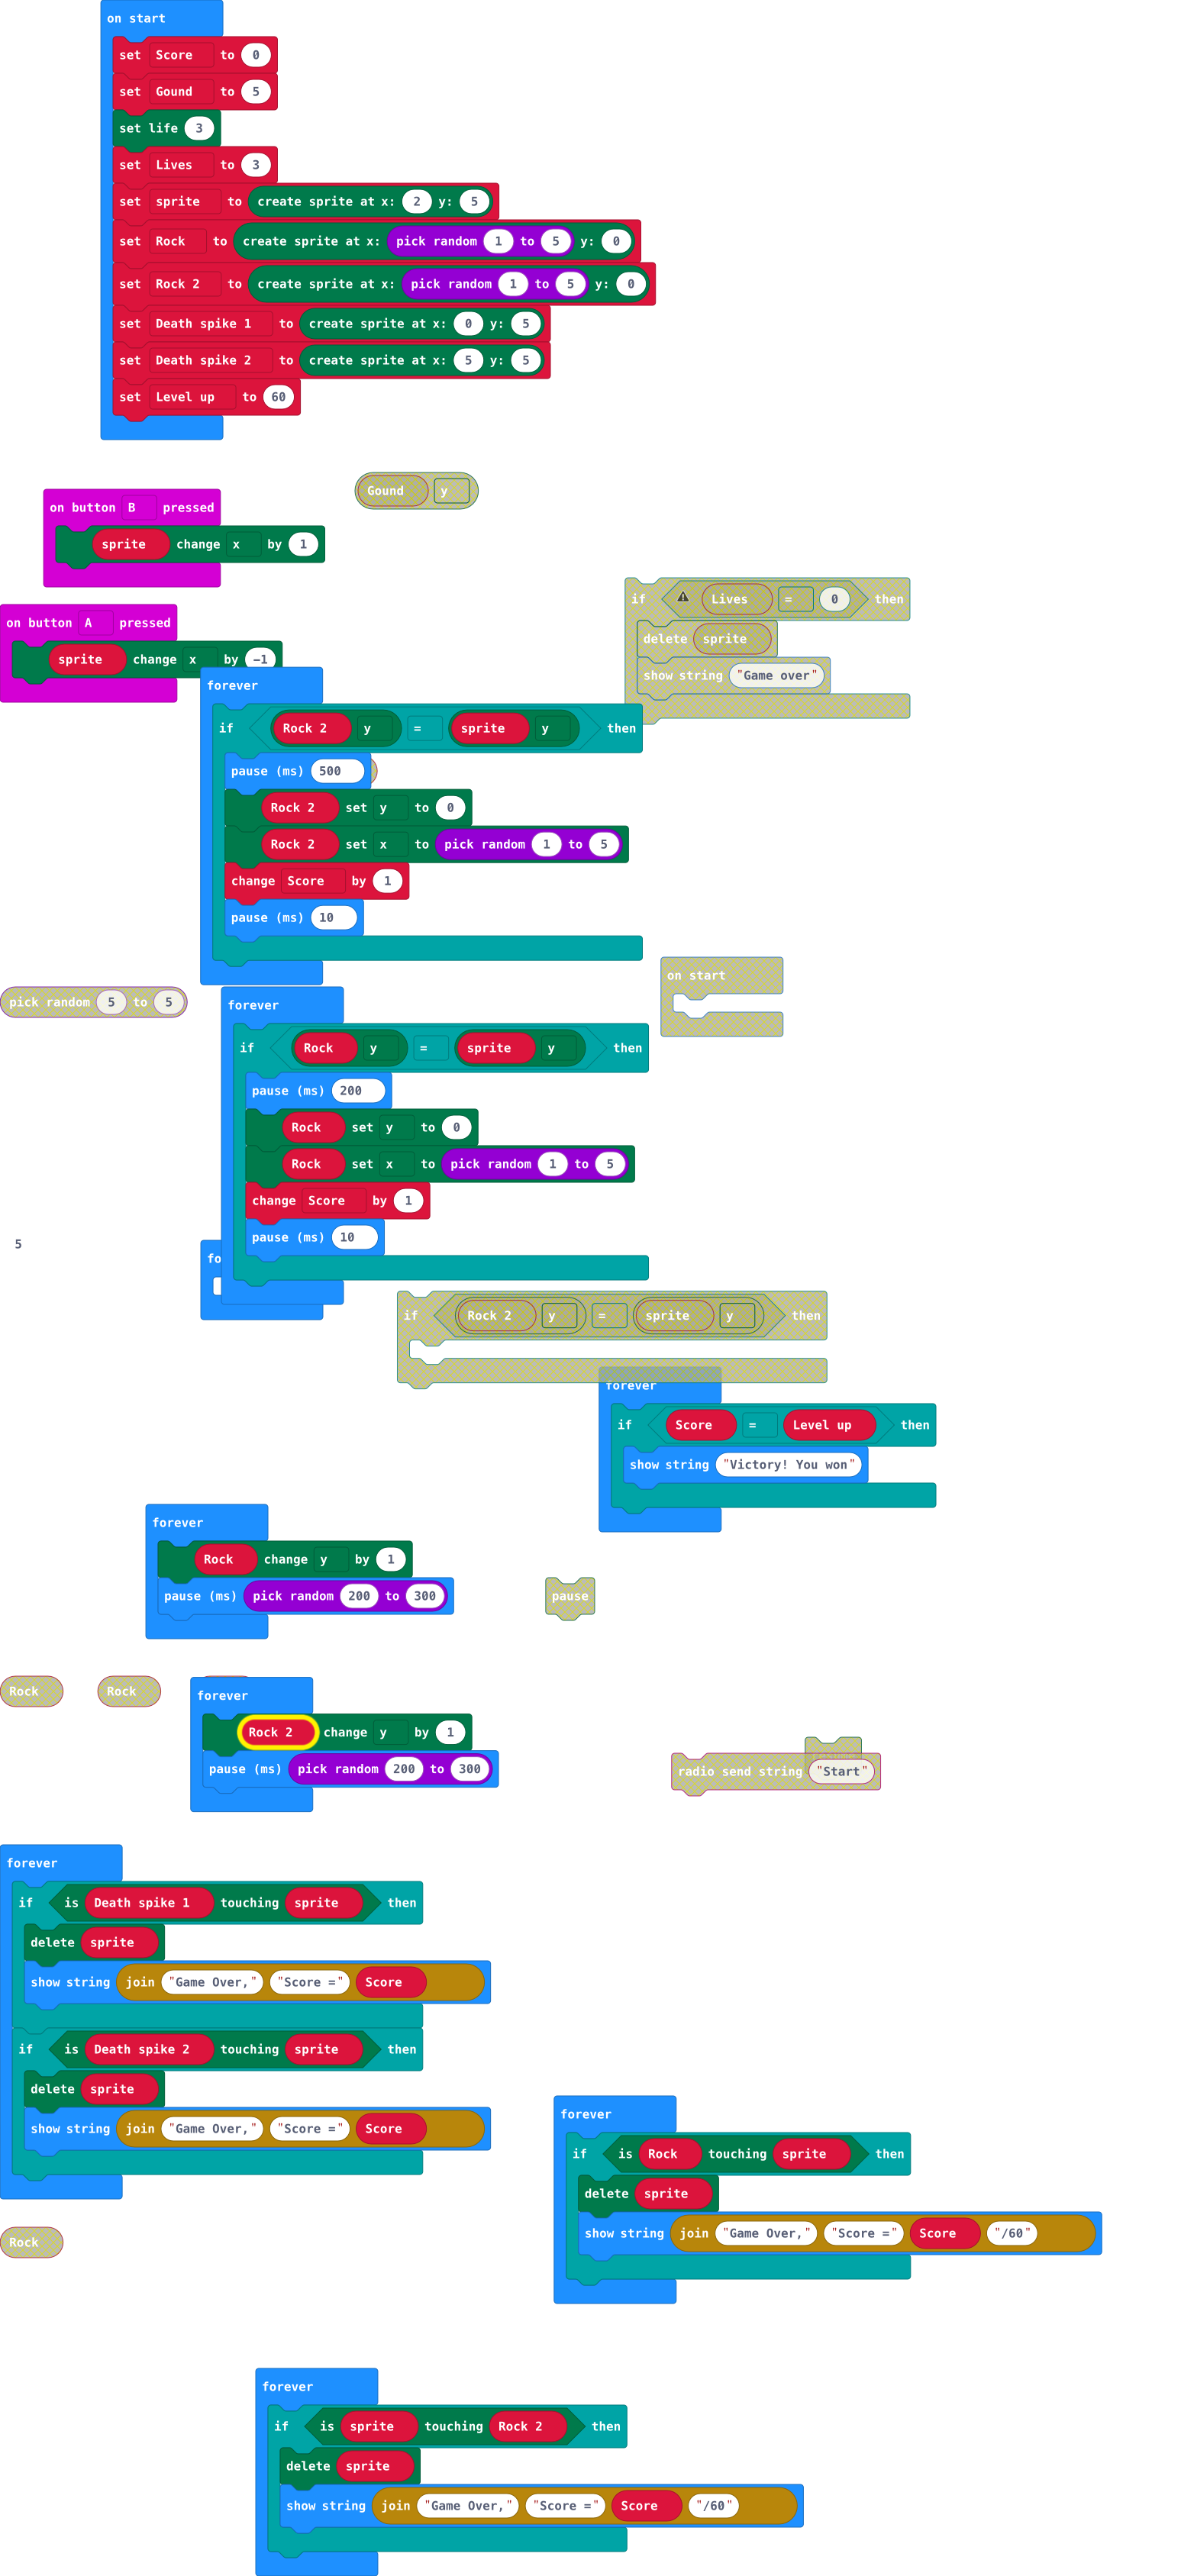 on start
set Score to 0
set Gound to 5
set life 3
set Lives to 3
set sprite to create sprite at x: 2 y: 5
set Rock to create sprite at x: pick random 1 to 5 y: 0
set Rock 2 to create sprite at x: pick random 1 to 5 y: 0
set Death spike 1 to create sprite at x: 0 y: 5
set Death spike 2 to create sprite at x: 5 y: 5
set Level up to 60
Gound y
on button B pressed
sprite change x by 1
if Lives = 0 then
delete sprite
show string "Game over"
on button A pressed
sprite change x by -1
forever
if Rock 2 y = sprite y then
pause (ms) 500
Rock 2 set y to 0
Rock 2 set x to pick random 1 to 5
change Score by 1
pause (ms) 10
on start
pick random 5 to 5
forever
if Rock y = sprite y then
pause (ms) 200
Rock set y to 0
Rock set x to pick random 1 to 5
change Score by 1
pause (ms) 10
5
fo
if Rock 2 y = sprite y then
forever
if Score = Level up then
show string "Victory! You won"
forever
Rock change y by 1
pause (ms) pick random 200 to 300
pause
Rock
Rock
forever
Rock 2 change y by 1
pause (ms) pick random 200 to 300
radio send string "Start"
forever
if is Death spike 1 touching sprite then
delete sprite
show string join "Game Over," "Score =" Score
if is Death spike 2 touching sprite then
delete sprite
show string join "Game Over," "Score =" Score
forever
if is Rock touching sprite then
delete sprite
show string join "Game Over," "Score =" Score "/60"
Rock
forever
if is sprite touching Rock 2 then
delete sprite
show string join "Game Over," "Score =" Score "/60"